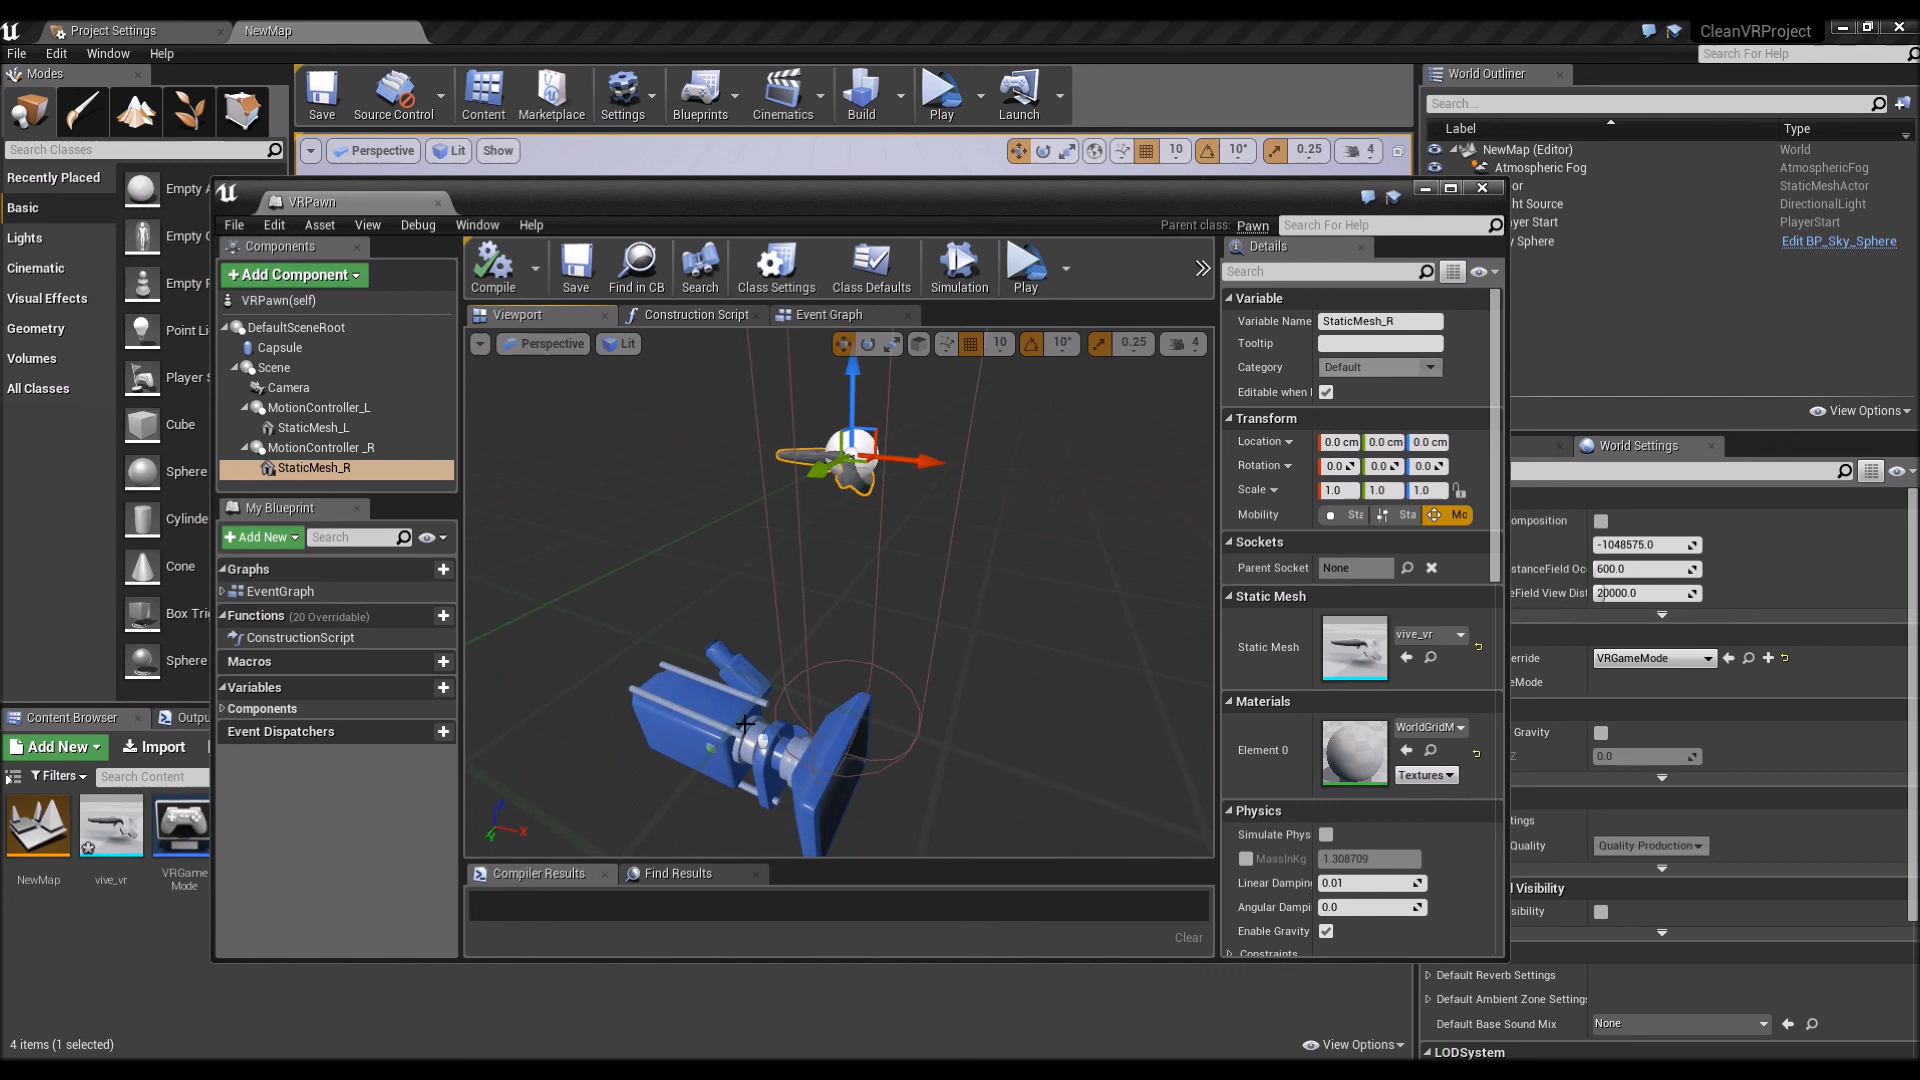 Project Settings
NewMap
CleanVRProject
File
Edit
Window
Help
Search For Help
Modes
Search Classes
Recently Placed
Basic
Lights
Cinematic
Visual Effects
Geometry
Volumes
All Classes
Empty
Empty
Empty
Point
Player
Cube
Sphere
Cone
Box
Sphere
Save
Source Control
Content
Marketplace
Settings
Blueprints
Cinematics
Build
Play
Launch
Perspective
Lit
Show
10
10°
0.25
4
World Outliner
Search...
Label
Type
NewMap (Editor)
World
Atmospheric Fog
AtmosphericFog
StaticMeshActor
Source
DirectionalLight
Start
PlayerStart
Sphere
Edit BP_Sky_Sphere
View Options
VRPawn
File
Edit
Asset
View
Debug
Window
Help
Parent class: Pawn
Search For Help
Components
+Add Component
VRPawn(self)
DefaultSceneRoot
Capsule
Scene
Camera
MotionController_L
StaticMesh_L
MotionController _R
StaticMesh_R
My Blueprint
+Add New
Search
Graphs
EventGraph
Functions (20 Overridable)
ConstructionScript
Macros
Variables
Components
Event Dispatchers
Compile
Save
Find in CB
Search
Class Settings
Class Defaults
Simulation
Play
Viewport
Construction Script
Event Graph
Perspective
Lit
10
10°
0.25
4
Z
X
Y
Compiler Results
Find Results
Clear
Details
Search
Variable
Variable Name
StaticMesh_R
Tooltip
Category
Default
Editable when
Transform
Location
0.0 cm
0.0 cm
0.0 cm
Rotation
0.0
0.0
0.0
Scale
1.0
1.0
1.0
Mobility
Sta
Sta
Mo
Sockets
Parent Socket
None
Static Mesh
Static Mesh
vive_vr
Materials
Element 0
WorldGridM
Textures
Physics
Simulate Phys
MassInKg
1.308709
Linear Damping
0.01
Angular Dampi
0.0
Enable Gravity
Constraints
World Settings
omposition
-1048575.0
600.0
Field View Dist
20000.0
erride
VRGameMode
eMode
Gravity
0.0
tings
Quality
Quality Production
Visibility
sibility
Default Reverb Settings
Default Ambient Zone Settings
Default Base Sound Mix
None
LODSystem
Content Browser
Outpu
Add New
Import
Filters
Search Content
NewMap
vive_vr
VRGame
Mode
4 items (1 selected)
View Options